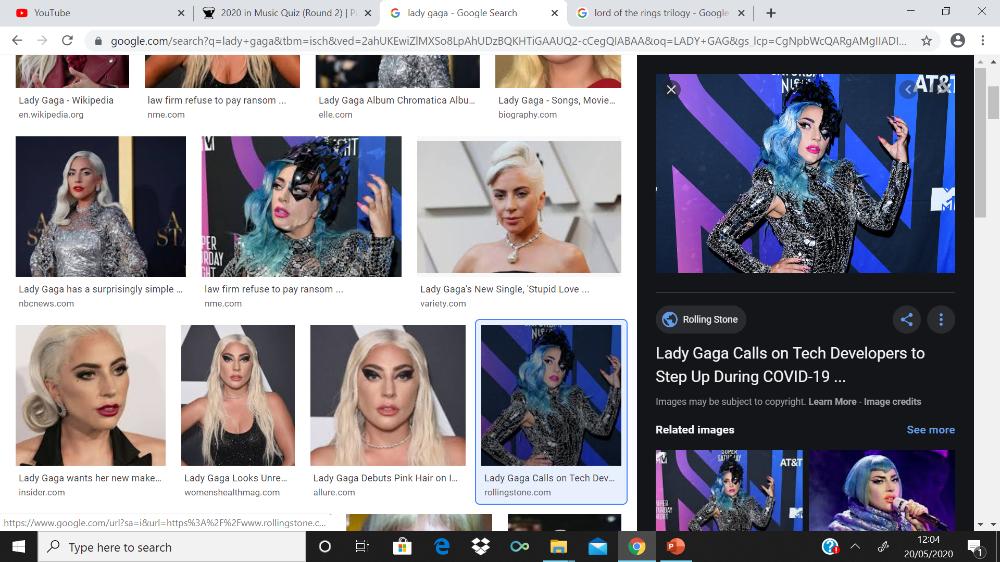 YouTube
2020 in Music Quiz (Round 2) | Pu
lady gaga - Google Search
lord of the rings trilogy - Google
google.com/search?q=lady+gaga&tbm=isch&ved=2ahUKEwiZlMXSo8LpAhUDzBQKHTiGAAUQ2-cCegQIABAA&oq=LADY+GAG&gs_lcp=CgNpbWcQARgAMgIIADI...
Lady Gaga - Wikipedia
en.wikipedia.org
law firm refuse to pay ransom ...
nme.com
Lady Gaga Album Chromatica Albu...
elle.com
Lady Gaga - Songs, Movie...
biography.com
Lady Gaga has a surprisingly simple ...
nbcnews.com
law firm refuse to pay ransom ...
nme.com
Lady Gaga's New Single, 'Stupid Love ...
variety.com
Lady Gaga wants her new make...
insider.com
Lady Gaga Looks Unre...
womenshealthmag.com
Lady Gaga Debuts Pink Hair on I...
allure.com
Lady Gaga Calls on Tech Dev...
rollingstone.com
AT&T
Rolling Stone
Lady Gaga Calls on Tech Developers to
Step Up During COVID-19 ...
Images may be subject to copyright. Learn More - Image credits
Related images
See more
SUPER
SATURDAY
AT&T
https://www.google.com/url?sa=i&url=https%3A%2F%2Fwww.rollingstone.c...
Type here to search
12:04
20/05/2020
1